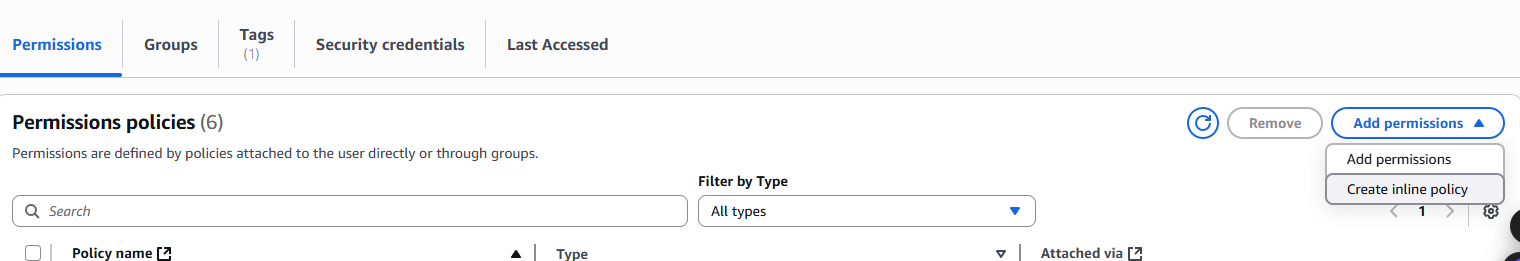 Permissions
Groups
Tags
(1)
Security credentials
Last Accessed
Permissions policies (6)
Remove
Add permissions
Permissions are defined by policies attached to the user directly or through groups.
Add permissions
Create inline policy
Filter by Type
Search
All types
1
Policy name
Type
Attached via